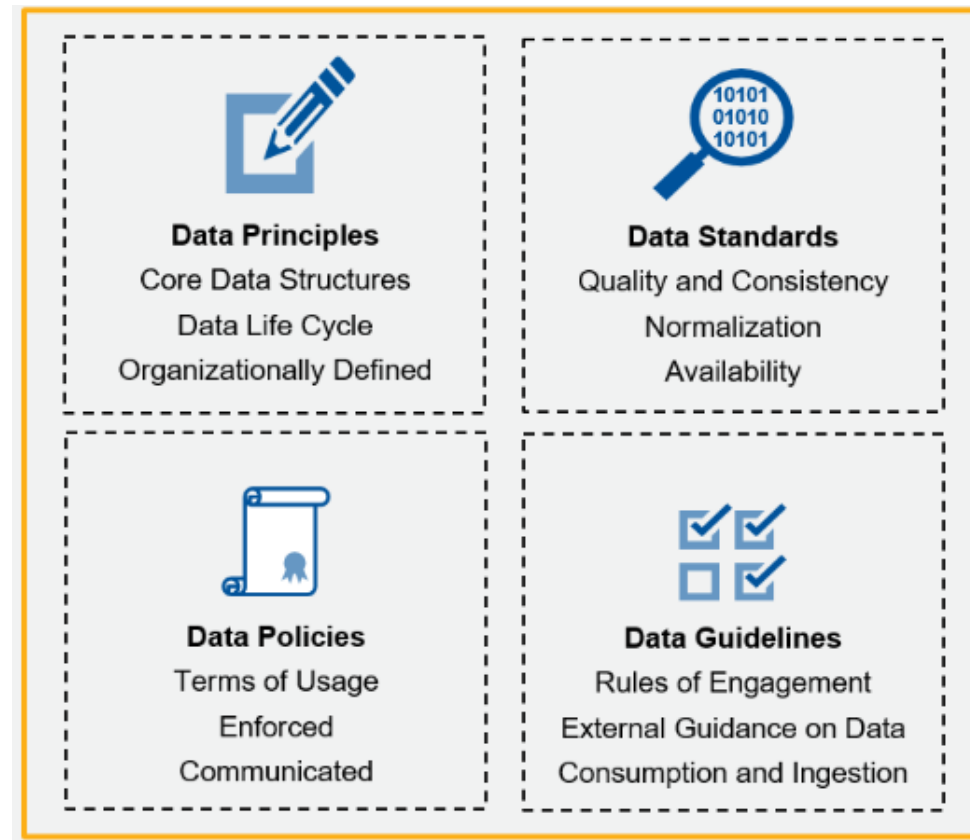 Data Principles
Core Data Structures
Data Life Cycle
Organizationally Defined
10101
01010
10101
Data Standards
Quality and Consistency
Normalization
Availability
Data Policies
Terms of Usage
Enforced
Communicated
Data Guidelines
Rules of Engagement
External Guidance on Data
Consumption and Ingestion